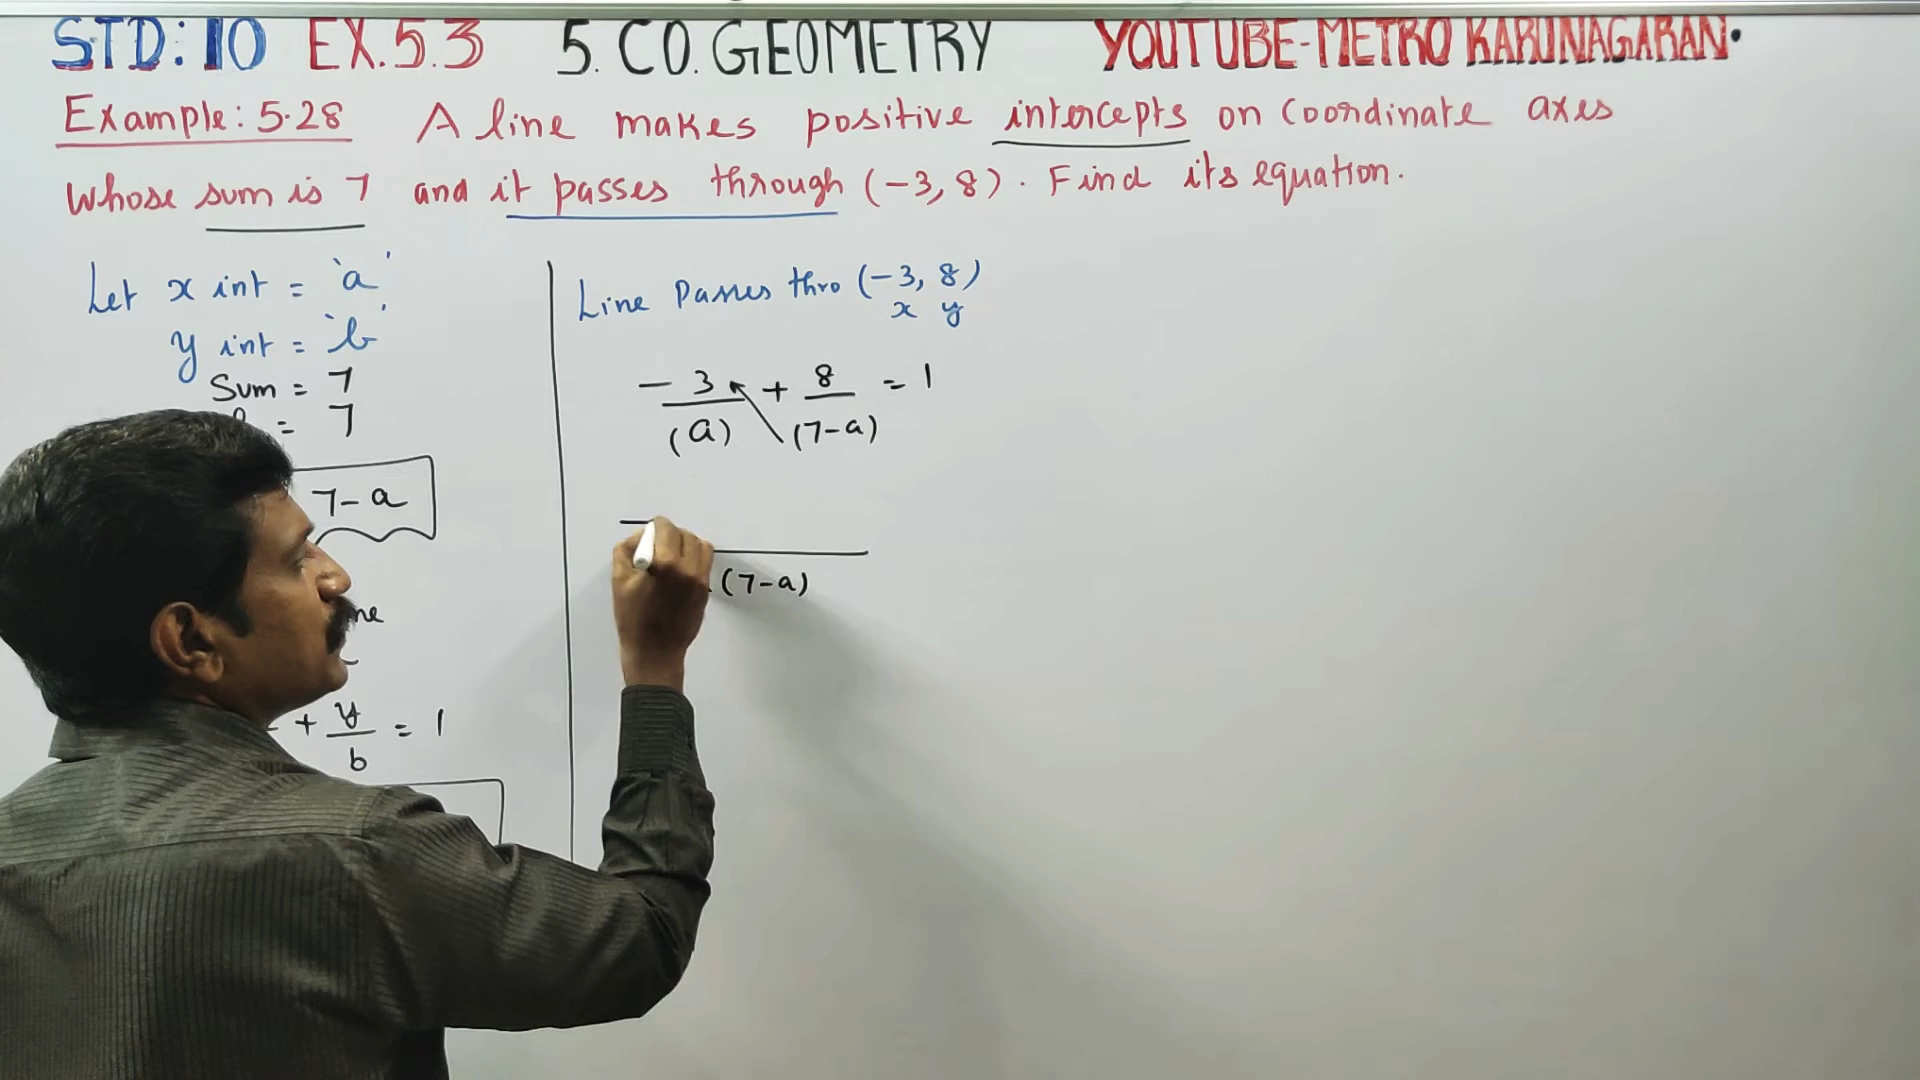 STD: 10 EX. 5.3 5. CO. GEOMETRY YOUTUBE-METRO KARUNAGARAN.
Example: 5.28 A line makes positive intercepts on Coordinate axes
whose sum is 7 and it passes through (-3, 8). Find its equation.
Let x int = 'a'
y int = 'b'
Sum = 7
= 7
7-a
+ y/b = 1
Line Passes thro (-3, 8)
x y
-3/(a) + 8/(7-a) = 1
(7-a)